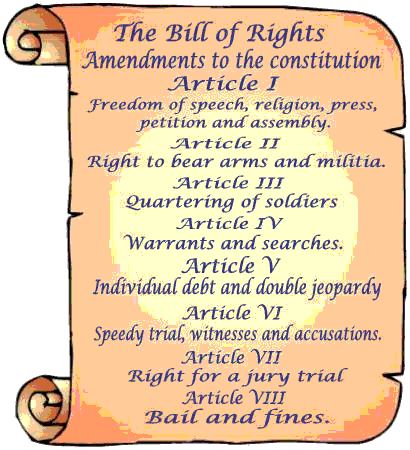 The Bill of Rights
Amendments to the constitution
Article I
Freedom of speech, religion, press,
petition and assembly.
Article II
Right to bear arms and militia.
Article III
Quartering of soldiers
Article IV
Warrants and searches.
Article V
Individual debt and double jeopardy
Article VI
Speedy trial, witnesses and accusations.
Article VII
Right for a jury trial
Article VIII
Bail and fines.